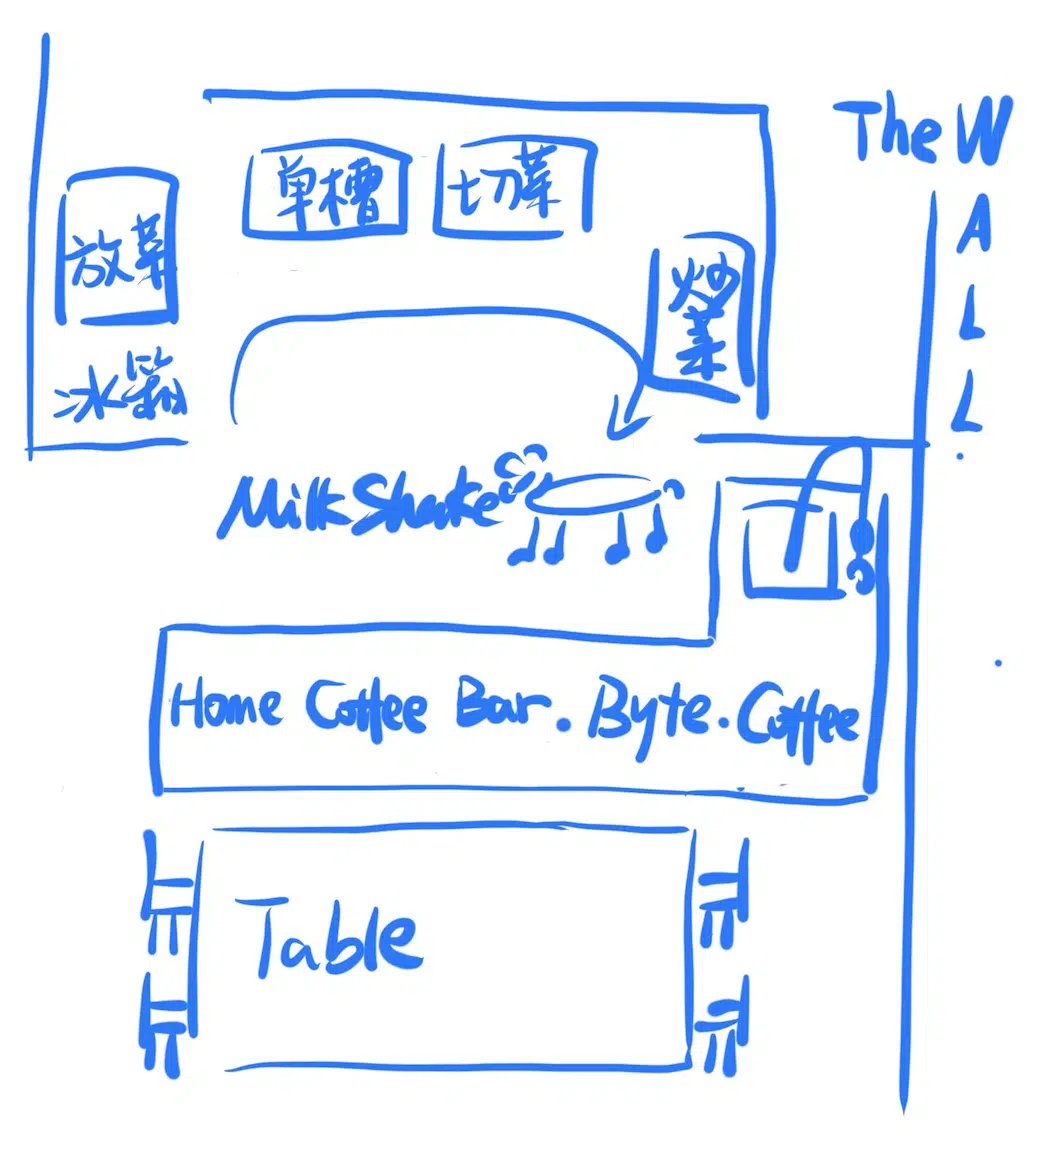 The W
A
L
L
单槽
切菜
放菜
炒
菜
冰箱
MilkShake
Home Coffee Bar. Byte. Coffee
Table